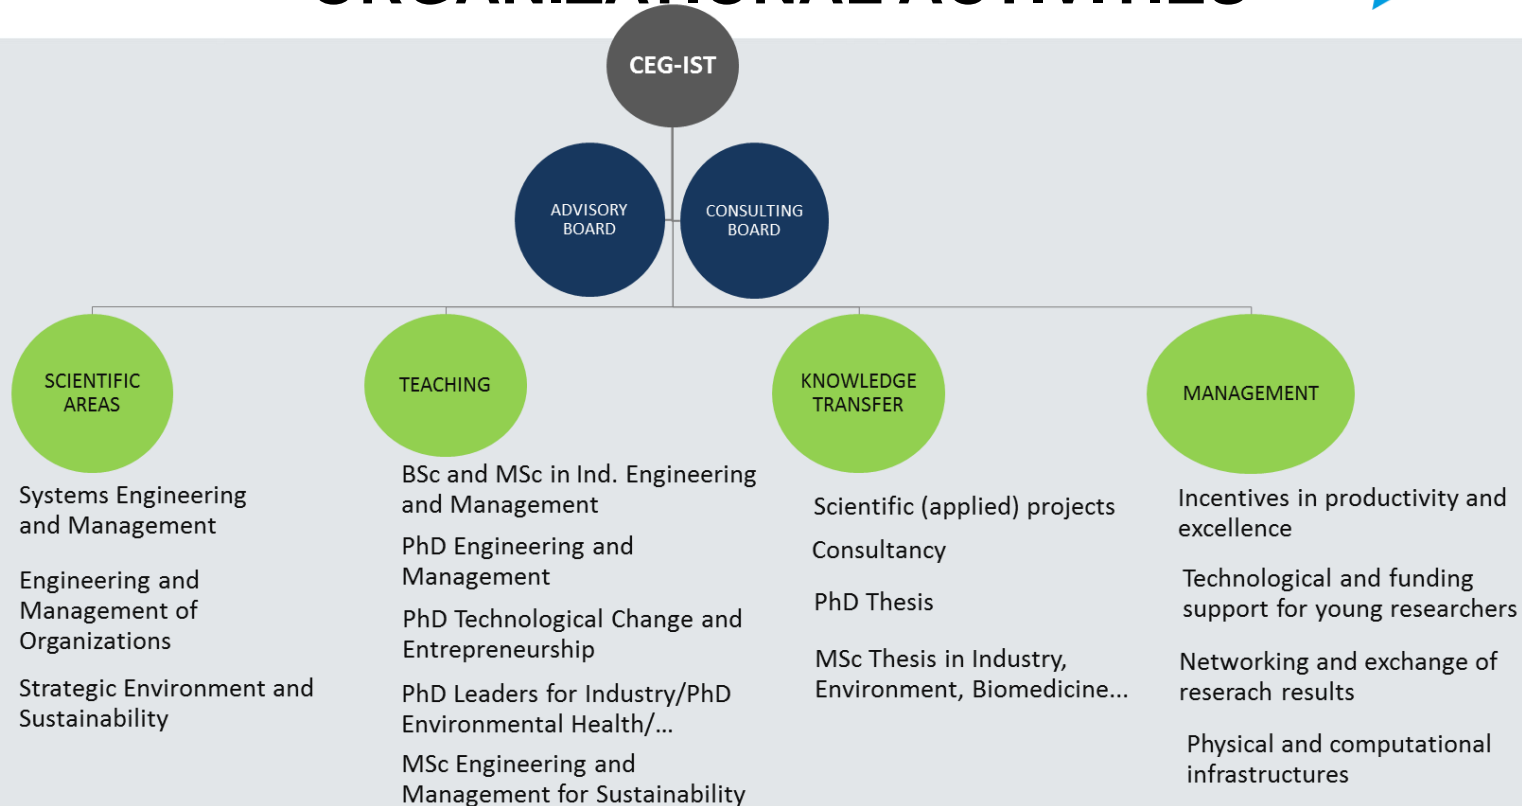 ORGANIZATIONAL ACTIVITIES
CEG-IST
ADVISORY
BOARD
CONSULTING
BOARD
SCIENTIFIC
AREAS
Systems Engineering
and Management
Engineering and
Management of
Organizations
Strategic Environment and
Sustainability
TEACHING
BSc and MSc in Ind. Engineering
and Management
PhD Engineering and
Management
PhD Technological Change and
Entrepreneurship
PhD Leaders for Industry/PhD
Environmental Health/...
MSc Engineering and
Management for Sustainability
KNOWLEDGE
TRANSFER
Scientific (applied) projects
Consultancy
PhD Thesis
MSc Thesis in Industry,
Environment, Biomedicine...
MANAGEMENT
Incentives in productivity and
excellence
Technological and funding
support for young researchers
Networking and exchange of
reserach results
Physical and computational
infrastructures